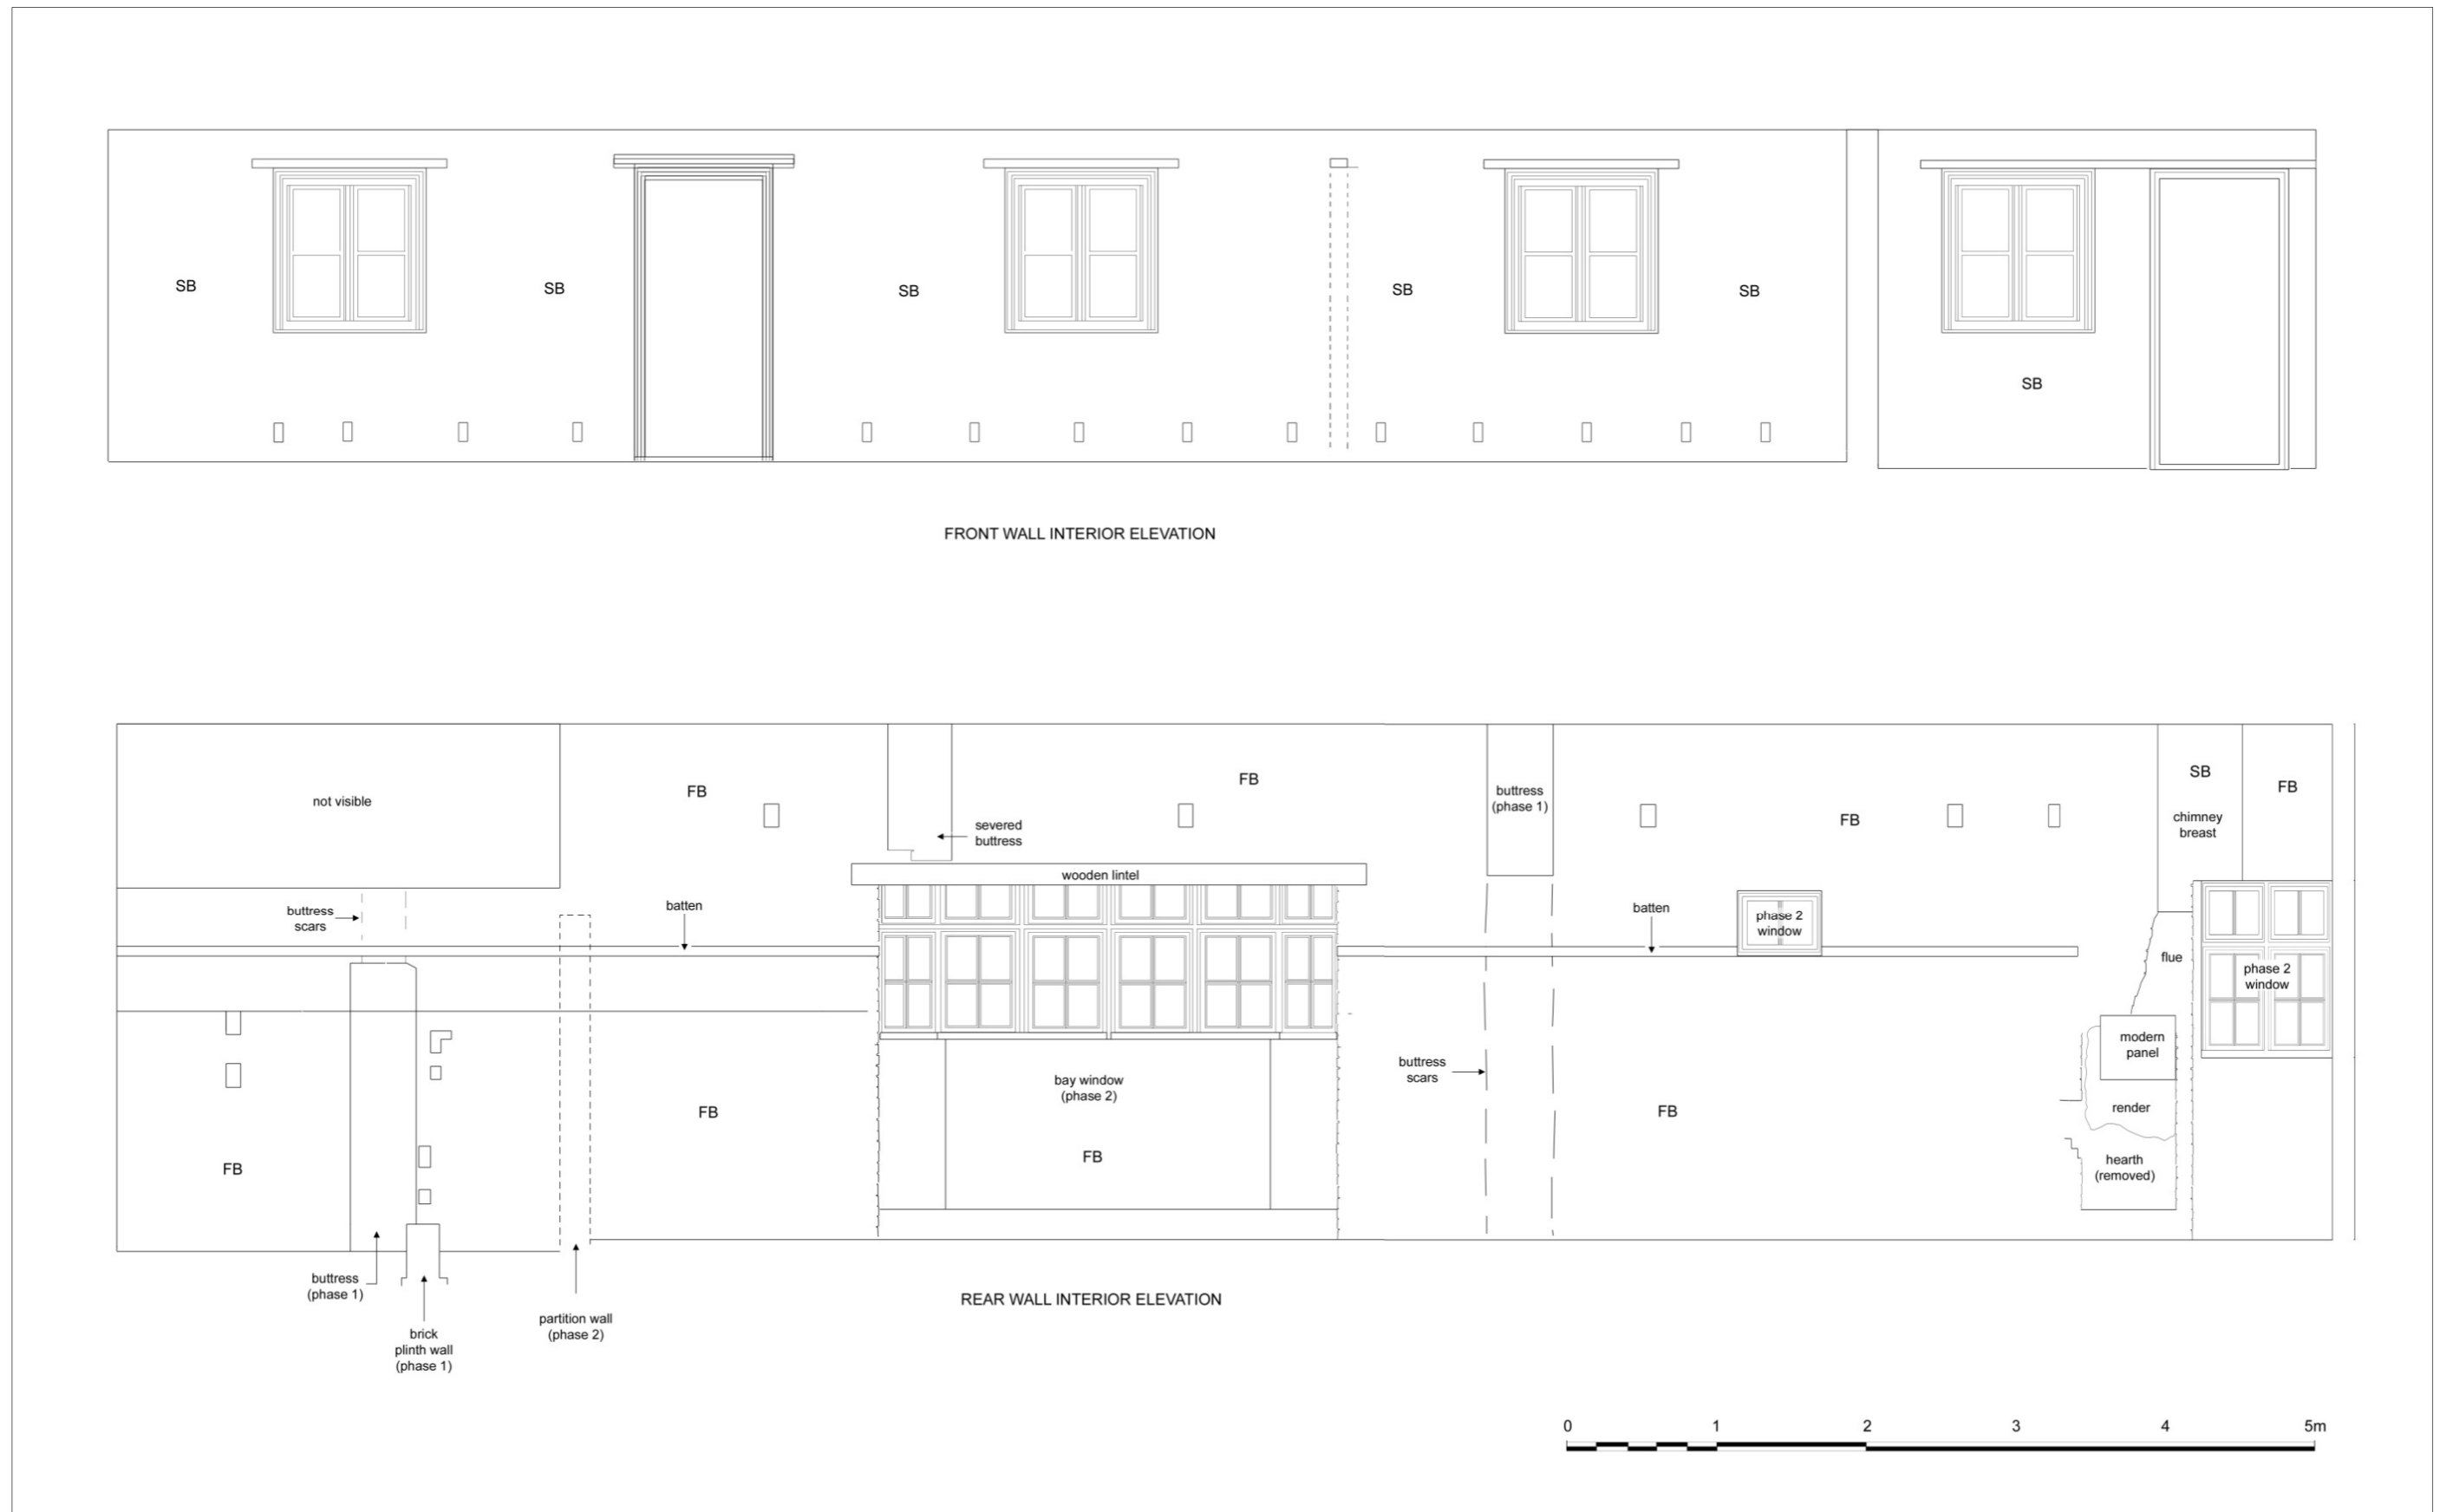 SB
SB
SB
SB
SB
SB
FRONT WALL INTERIOR ELEVATION
not visible
FB
severed
buttress
FB
buttress
(phase 1)
FB
SB
chimney
breast
FB
wooden lintel
buttress
scars
batten
batten
phase 2
window
flue
phase 2
window
FB
FB
bay window
(phase 2)
FB
buttress
scars
FB
modern
panel
render
hearth
(removed)
buttress
(phase 1)
brick
plinth wall
(phase 1)
partition wall
(phase 2)
REAR WALL INTERIOR ELEVATION
0 1 2 3 4 5m